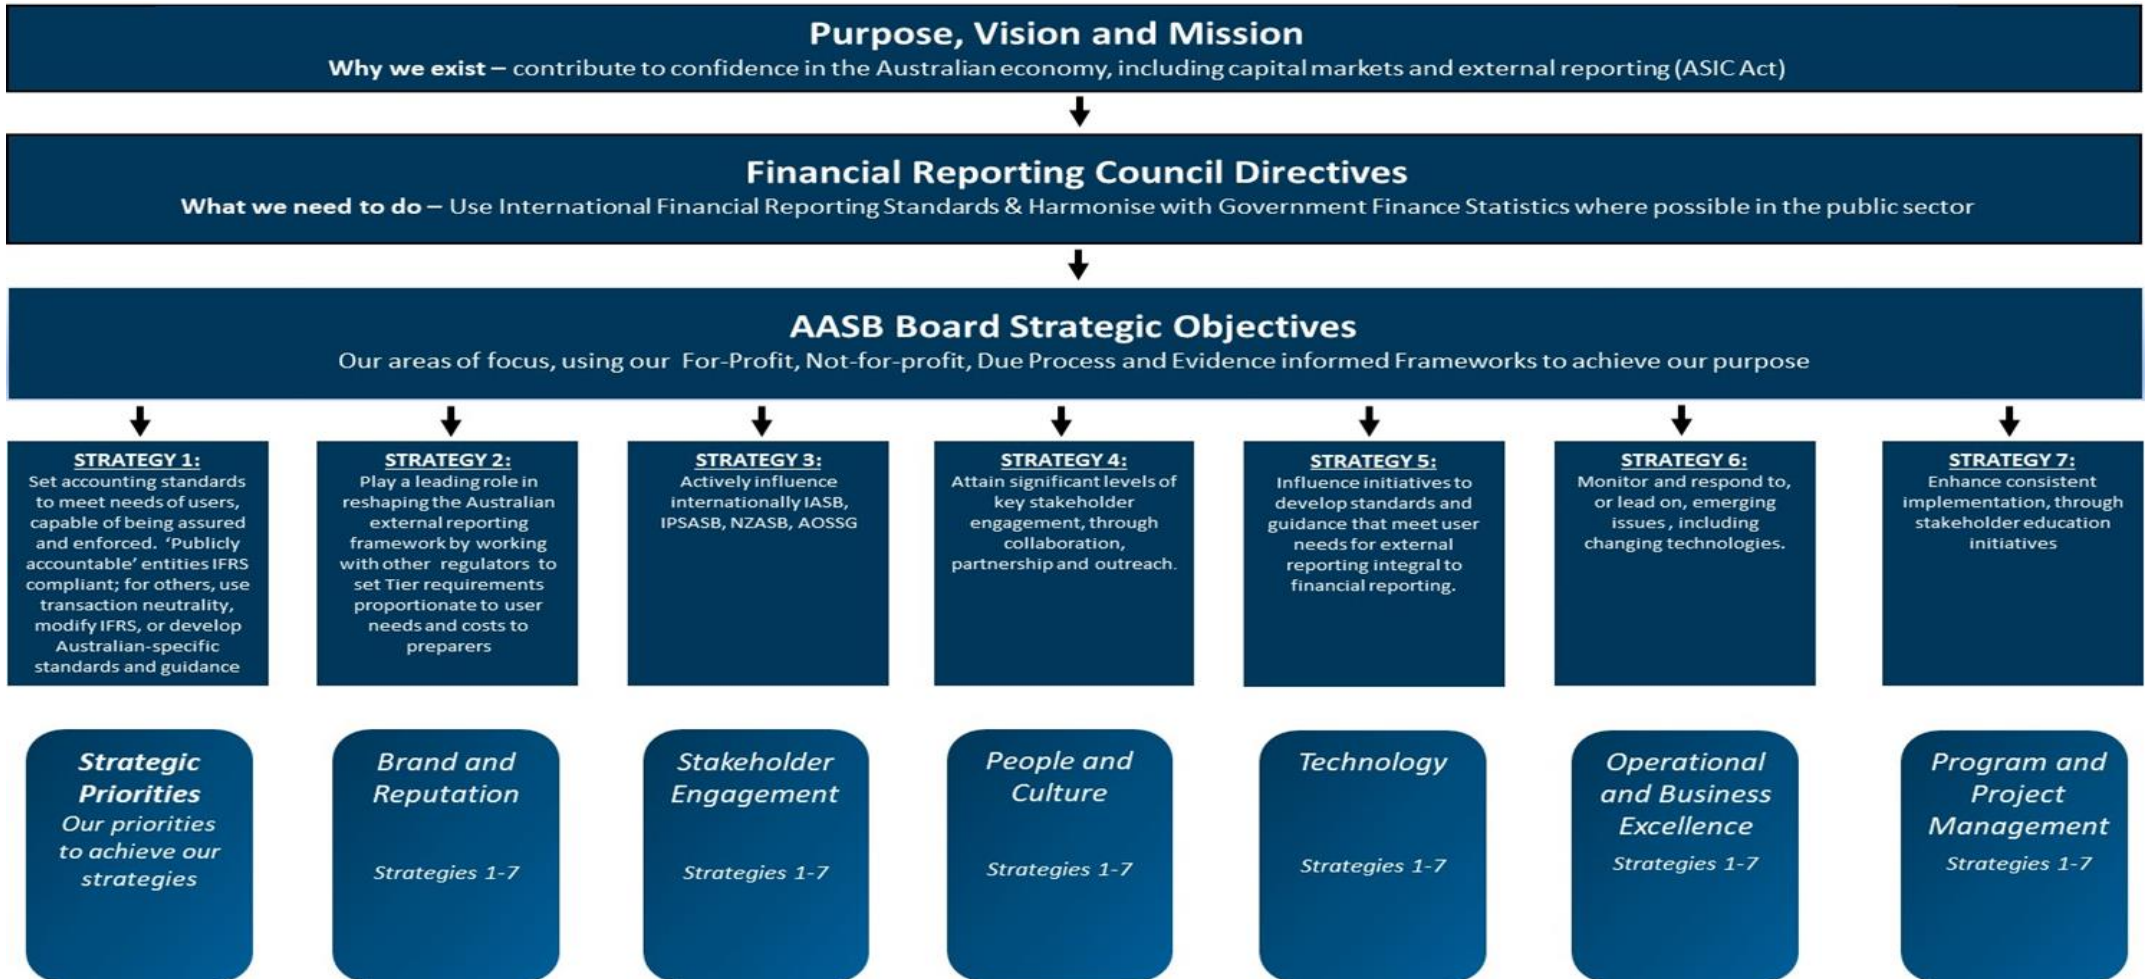 Purpose, Vision and Mission
Why we exist – contribute to confidence in the Australian economy, including capital markets and external reporting (ASIC Act)
Financial Reporting Council Directives
What we need to do – Use International Financial Reporting Standards & Harmonise with Government Finance Statistics where possible in the public sector
AASB Board Strategic Objectives
Our areas of focus, using our For-Profit, Not-for-profit, Due Process and Evidence informed Frameworks to achieve our purpose
STRATEGY 1:
Set accounting standards
to meet needs of users,
capable of being assured
and enforced. ‘Publicly
accountable’ entities IFRS
compliant; for others, use
transaction neutrality,
modify IFRS, or develop
Australian-specific
standards and guidance
STRATEGY 2:
Play a leading role in
reshaping the Australian
external reporting
framework by working
with other regulators to
set Tier requirements
proportionate to user
needs and costs to
preparers
STRATEGY 3:
Actively influence
internationally IASB,
IPSASB, NZASB, AOSSG
STRATEGY 4:
Attain significant levels of
key stakeholder
engagement, through
collaboration,
partnership and outreach.
STRATEGY 5:
Influence initiatives to
develop standards and
guidance that meet user
needs for external
reporting integral to
financial reporting.
STRATEGY 6:
Monitor and respond to,
or lead on, emerging
issues , including
changing technologies.
STRATEGY 7:
Enhance consistent
implementation, through
stakeholder education
initiatives
Strategic
Priorities
Our priorities
to achieve our
strategies
Brand and
Reputation
Strategies 1-7
Stakeholder
Engagement
Strategies 1-7
People and
Culture
Strategies 1-7
Technology
Strategies 1-7
Operational
and Business
Excellence
Strategies 1-7
Program and
Project
Management
Strategies 1-7